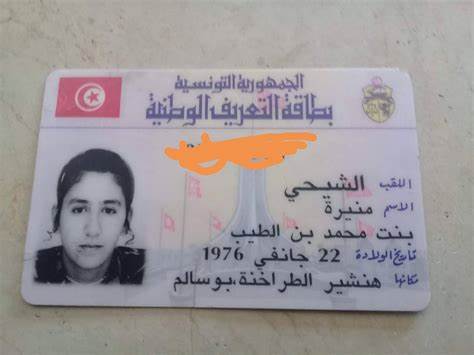 الجمهورية التونسية
بطاقة التعريف الوطنية
اللقب الشيحي
الاسم منيرة
بنت محمد بن الطيب
تاريخ الولادة 22 جانفي 1976
مكانها هنشير الطراخنة،بوسالم